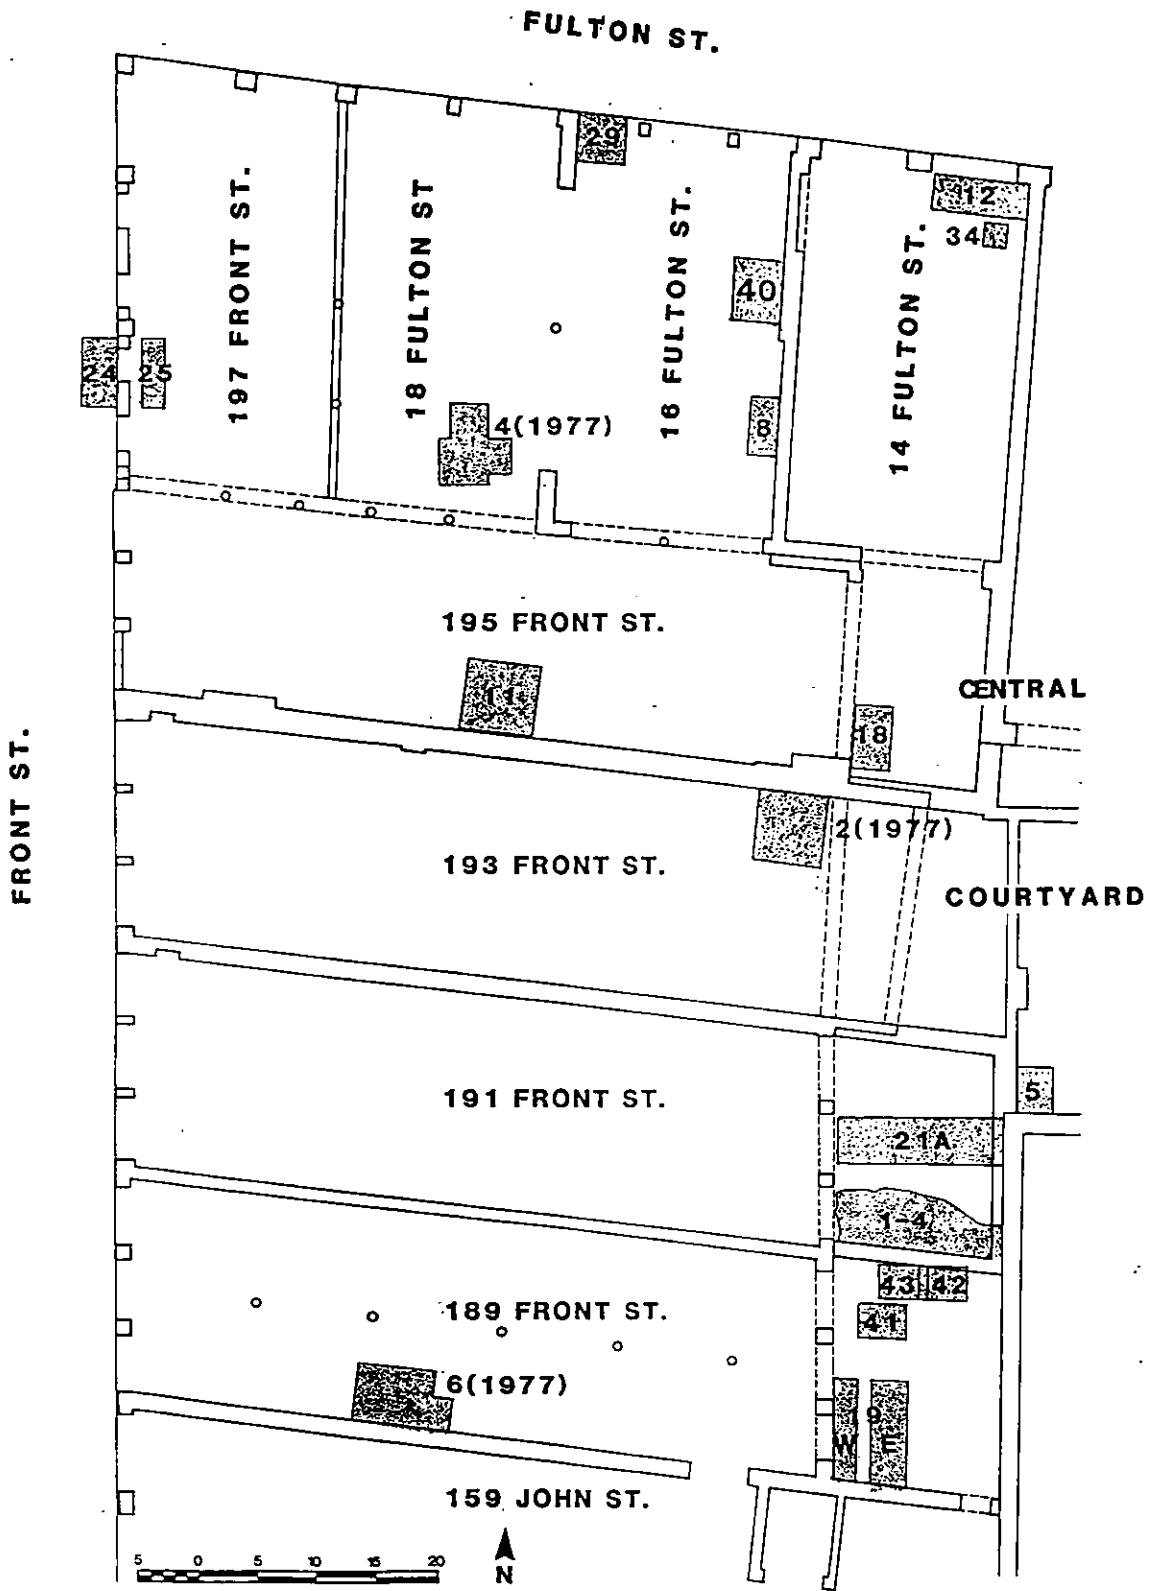 FULTON ST.
29
12
34
197 FRONT ST.
18 FULTON ST
16 FULTON ST.
14 FULTON ST.
40
24
25
8
4(1977)
195 FRONT ST.
11
CENTRAL
18
FRONT ST.
2(1977)
193 FRONT ST.
COURTYARD
191 FRONT ST.
5
21A
1-4
43
42
189 FRONT ST.
41
6(1977)
19
W
E
159 JOHN ST.
5 0 5 10 15 20
N